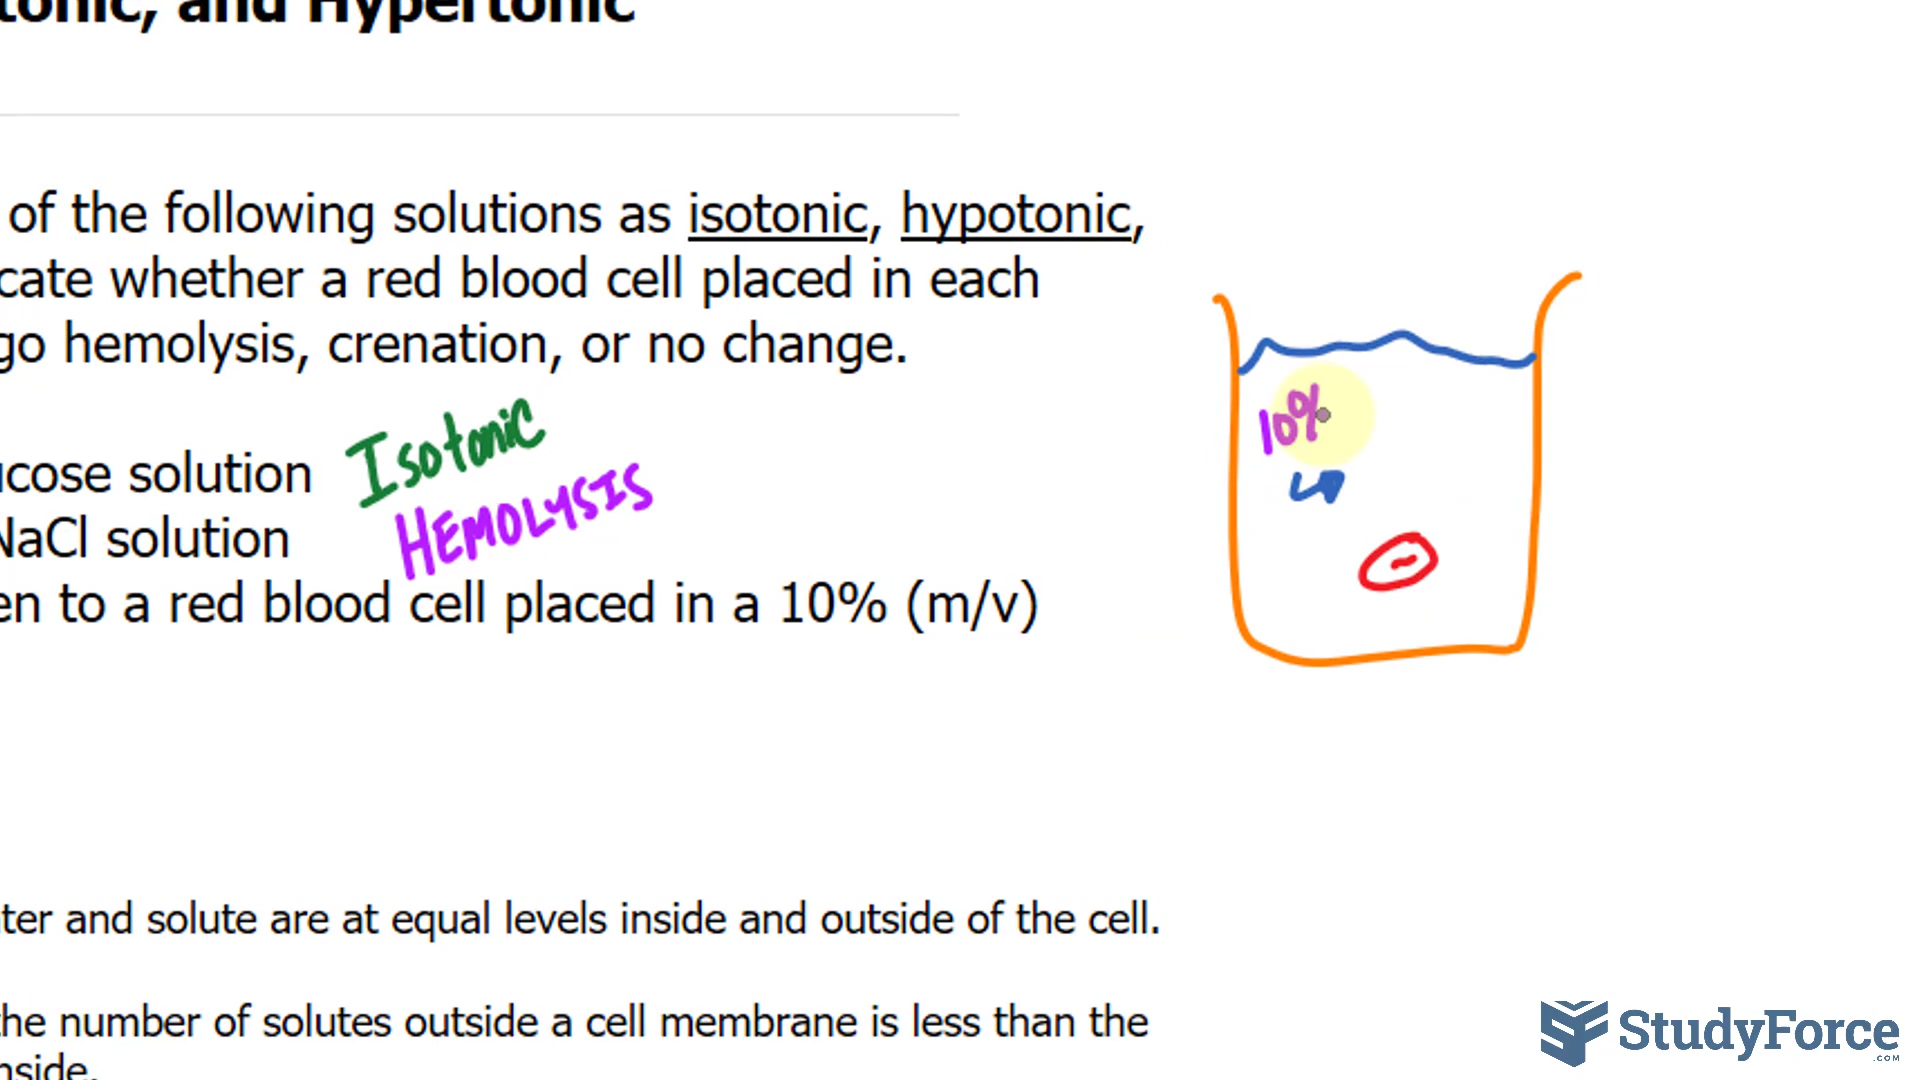 tonic, and Hypertonic
of the following solutions as isotonic, hypotonic,
cate whether a red blood cell placed in each
go hemolysis, crenation, or no change.
ucose solution Isotonic
NaCl solution HEMOLYSIS
en to a red blood cell placed in a 10% (m/v)
10%
ter and solute are at equal levels inside and outside of the cell.
the number of solutes outside a cell membrane is less than the
nside.
StudyForce
.COM